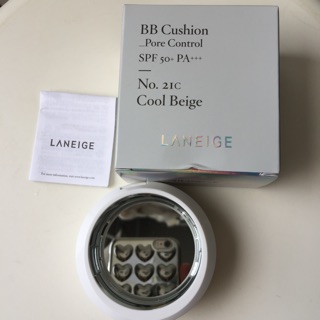 BB Cushion
_Pore Control
SPF 50+ PA+++
No. 21C
Cool Beige
LANEIGE
LANEIGE